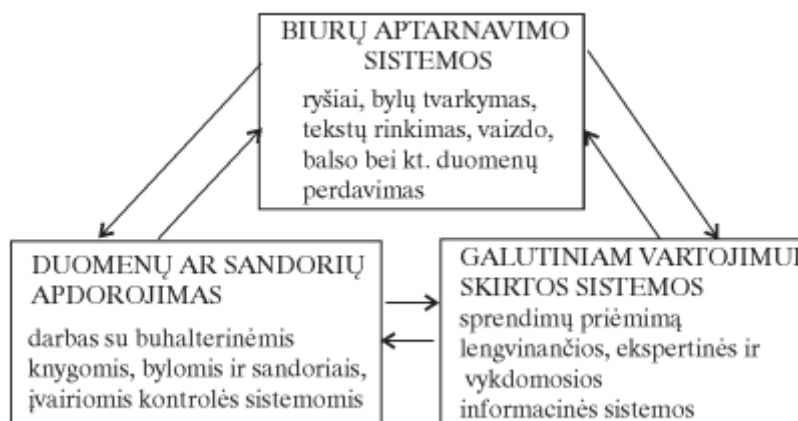 BIURŲ APTARNAVIMO
SISTEMOS
ryšiai, bylų tvarkymas,
tekstų rinkimas, vaizdo,
balso bei kt. duomenų
perdavimas
DUOMENŲ AR SANDORIŲ
APDOROJIMAS
darbas su buhalterinėmis
knygomis, bylomis ir sandoriais,
įvairiomis kontrolės sistemomis
GALUTINIAM VARTOJIMUI
SKIRTOS SISTEMOS
sprendimų priėmimą
lengvinančios, ekspertinės ir
vykdomosios
informacinės sistemos